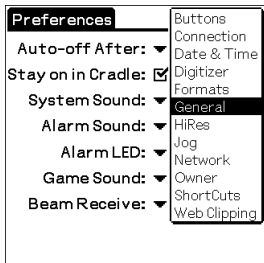 Preferences
Auto-off After:
Stay on in Cradle:
System Sound:
Alarm Sound:
Alarm LED:
Game Sound:
Beam Receive:
Buttons
Connection
Date & Time
Digitizer
Formats
General
HiRes
Jog
Network
Owner
ShortCuts
Web Clipping